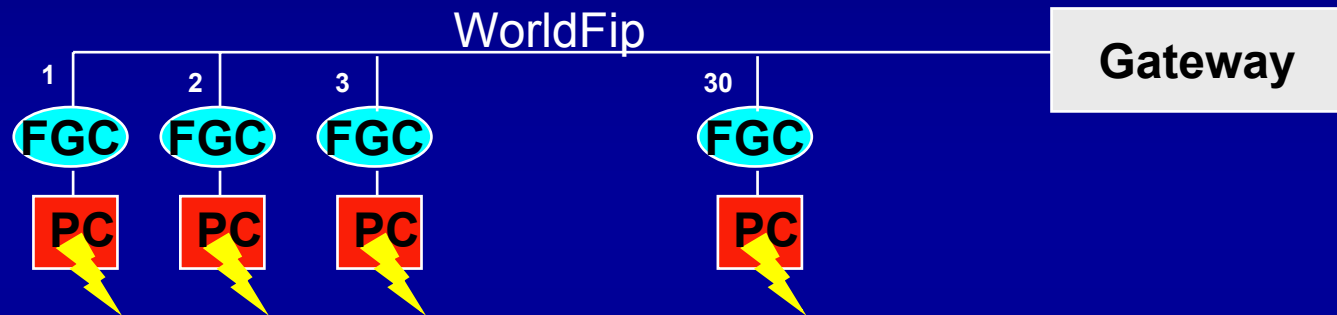 WorldFip
Gateway
1 2 3 30
FGC FGC FGC FGC
PC PC PC PC